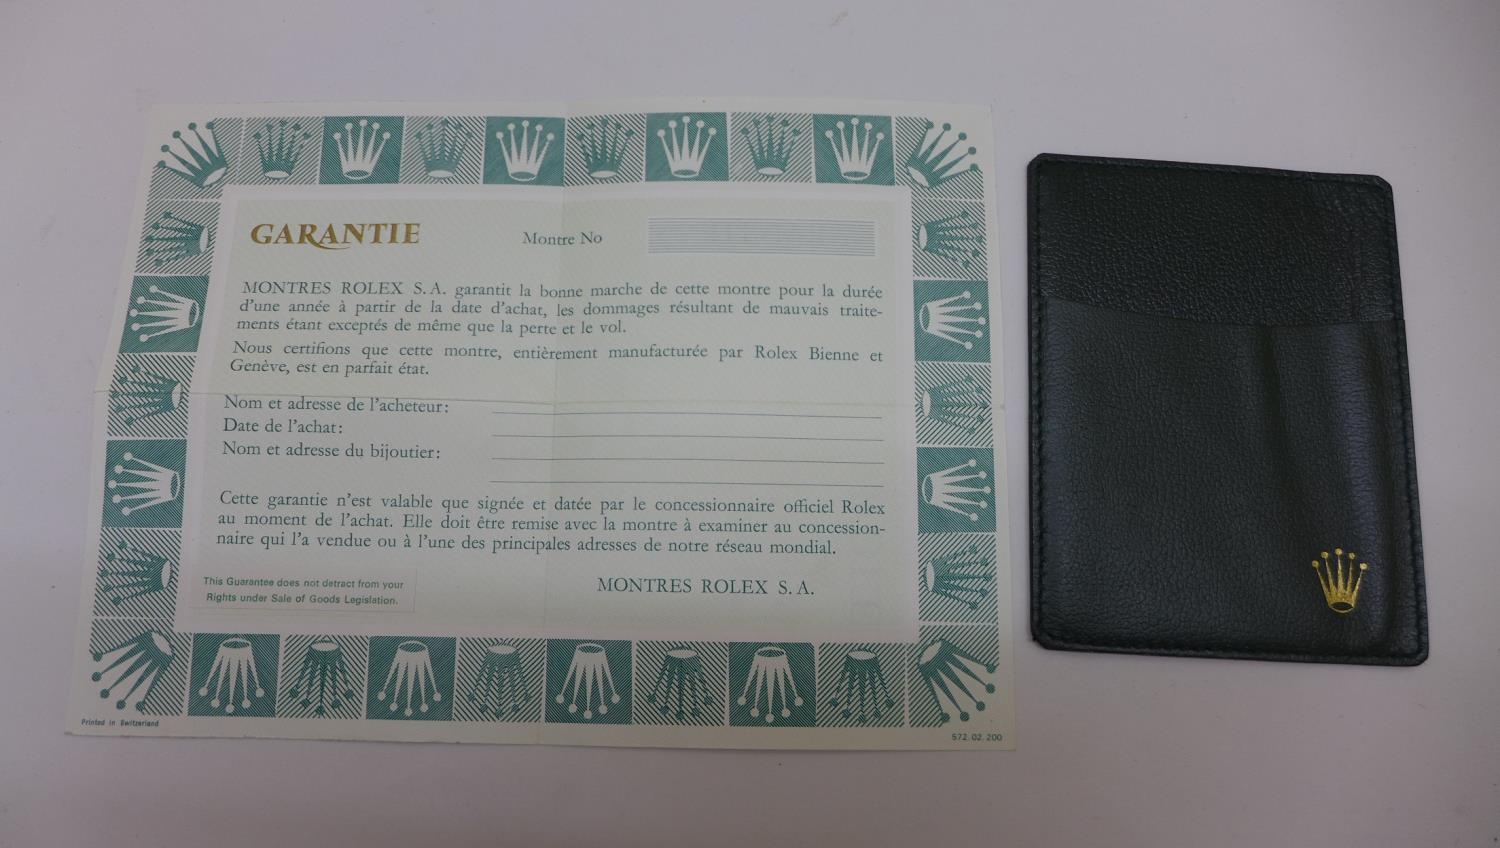 GARANTIE
Montre No
MONTRES ROLEX S.A. garantit la bonne marche de cette montre pour la durée
d'une année à partir de la date d'achat, les dommages résultant de mauvais traite-
ments étant exceptés de même que la perte et le vol.
Nous certifions que cette montre, entièrement manufacturée par Rolex Bienne et
Genève, est en parfait état.
Nom et adresse de l'acheteur:
Date de l'achat:
Nom et adresse du bijoutier:
Cette garantie n'est valable que signée et datée par le concessionnaire officiel Rolex
au moment de l'achat. Elle doit être remise avec la montre à examiner au concession-
naire qui l'a vendue ou à l'une des principales adresses de notre réseau mondial.
This Guarantee does not detract from your
Rights under Sale of Goods Legislation.
MONTRES ROLEX S.A.
Printed in Switzerland
572.02.200